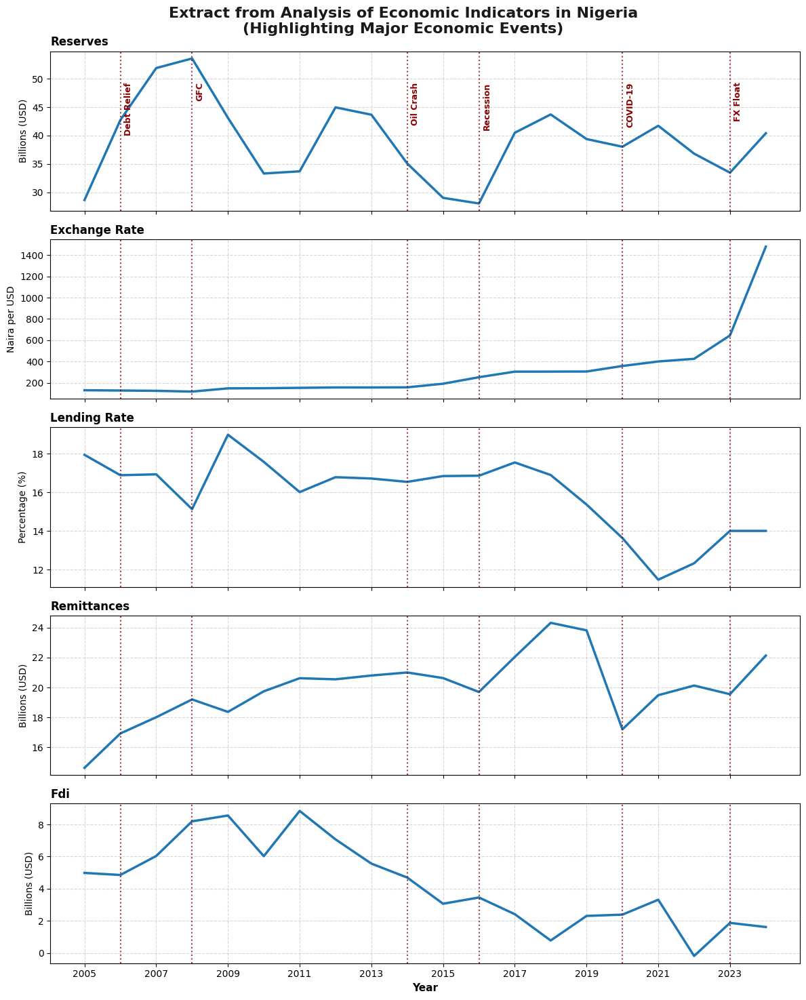 Extract from Analysis of Economic Indicators in Nigeria
(Highlighting Major Economic Events)
Reserves
Billions (USD)
50
45
40
35
30
Debt Relief
GFC
Oil Crash
Recession
COVID-19
FX Float
Exchange Rate
Naira per USD
1400
1200
1000
800
600
400
200
Lending Rate
Percentage (%)
18
16
14
12
Remittances
Billions (USD)
24
22
20
18
16
Fdi
Billions (USD)
8
6
4
2
0
2005 2007 2009 2011 2013 2015 2017 2019 2021 2023
Year